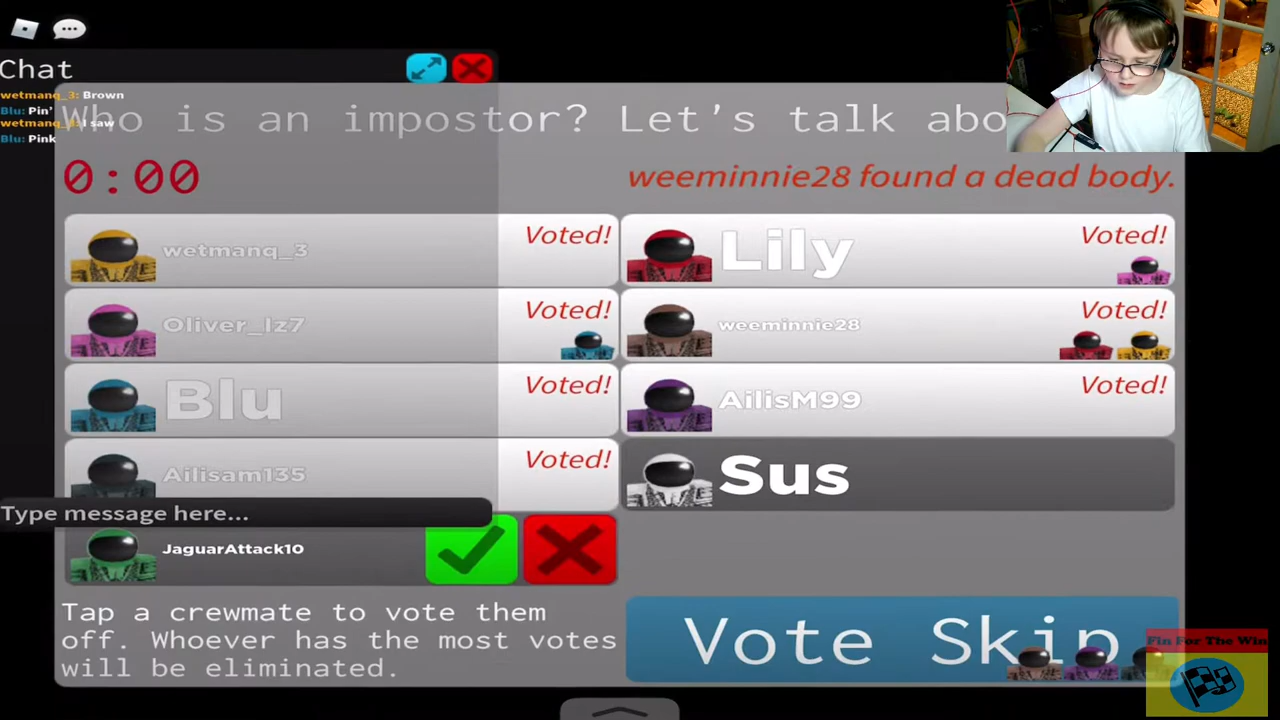 Chat
wetmanq_3: Brown
Blu: Pin'
I saw
Blu: Pink
Who is an impostor? Let's talk abo
0:00
weeminnie28 found a dead body.
wetmanq_3
Voted!
Lily
Voted!
Oliver_lz7
Voted!
weeminnie28
Voted!
Blu
Voted!
AilisM99
Voted!
Ailisam135
Voted!
Sus
Type message here...
JaguarAttack10
Tap a crewmate to vote them
off. Whoever has the most votes
will be eliminated.
Vote Skip
Fin For The Win